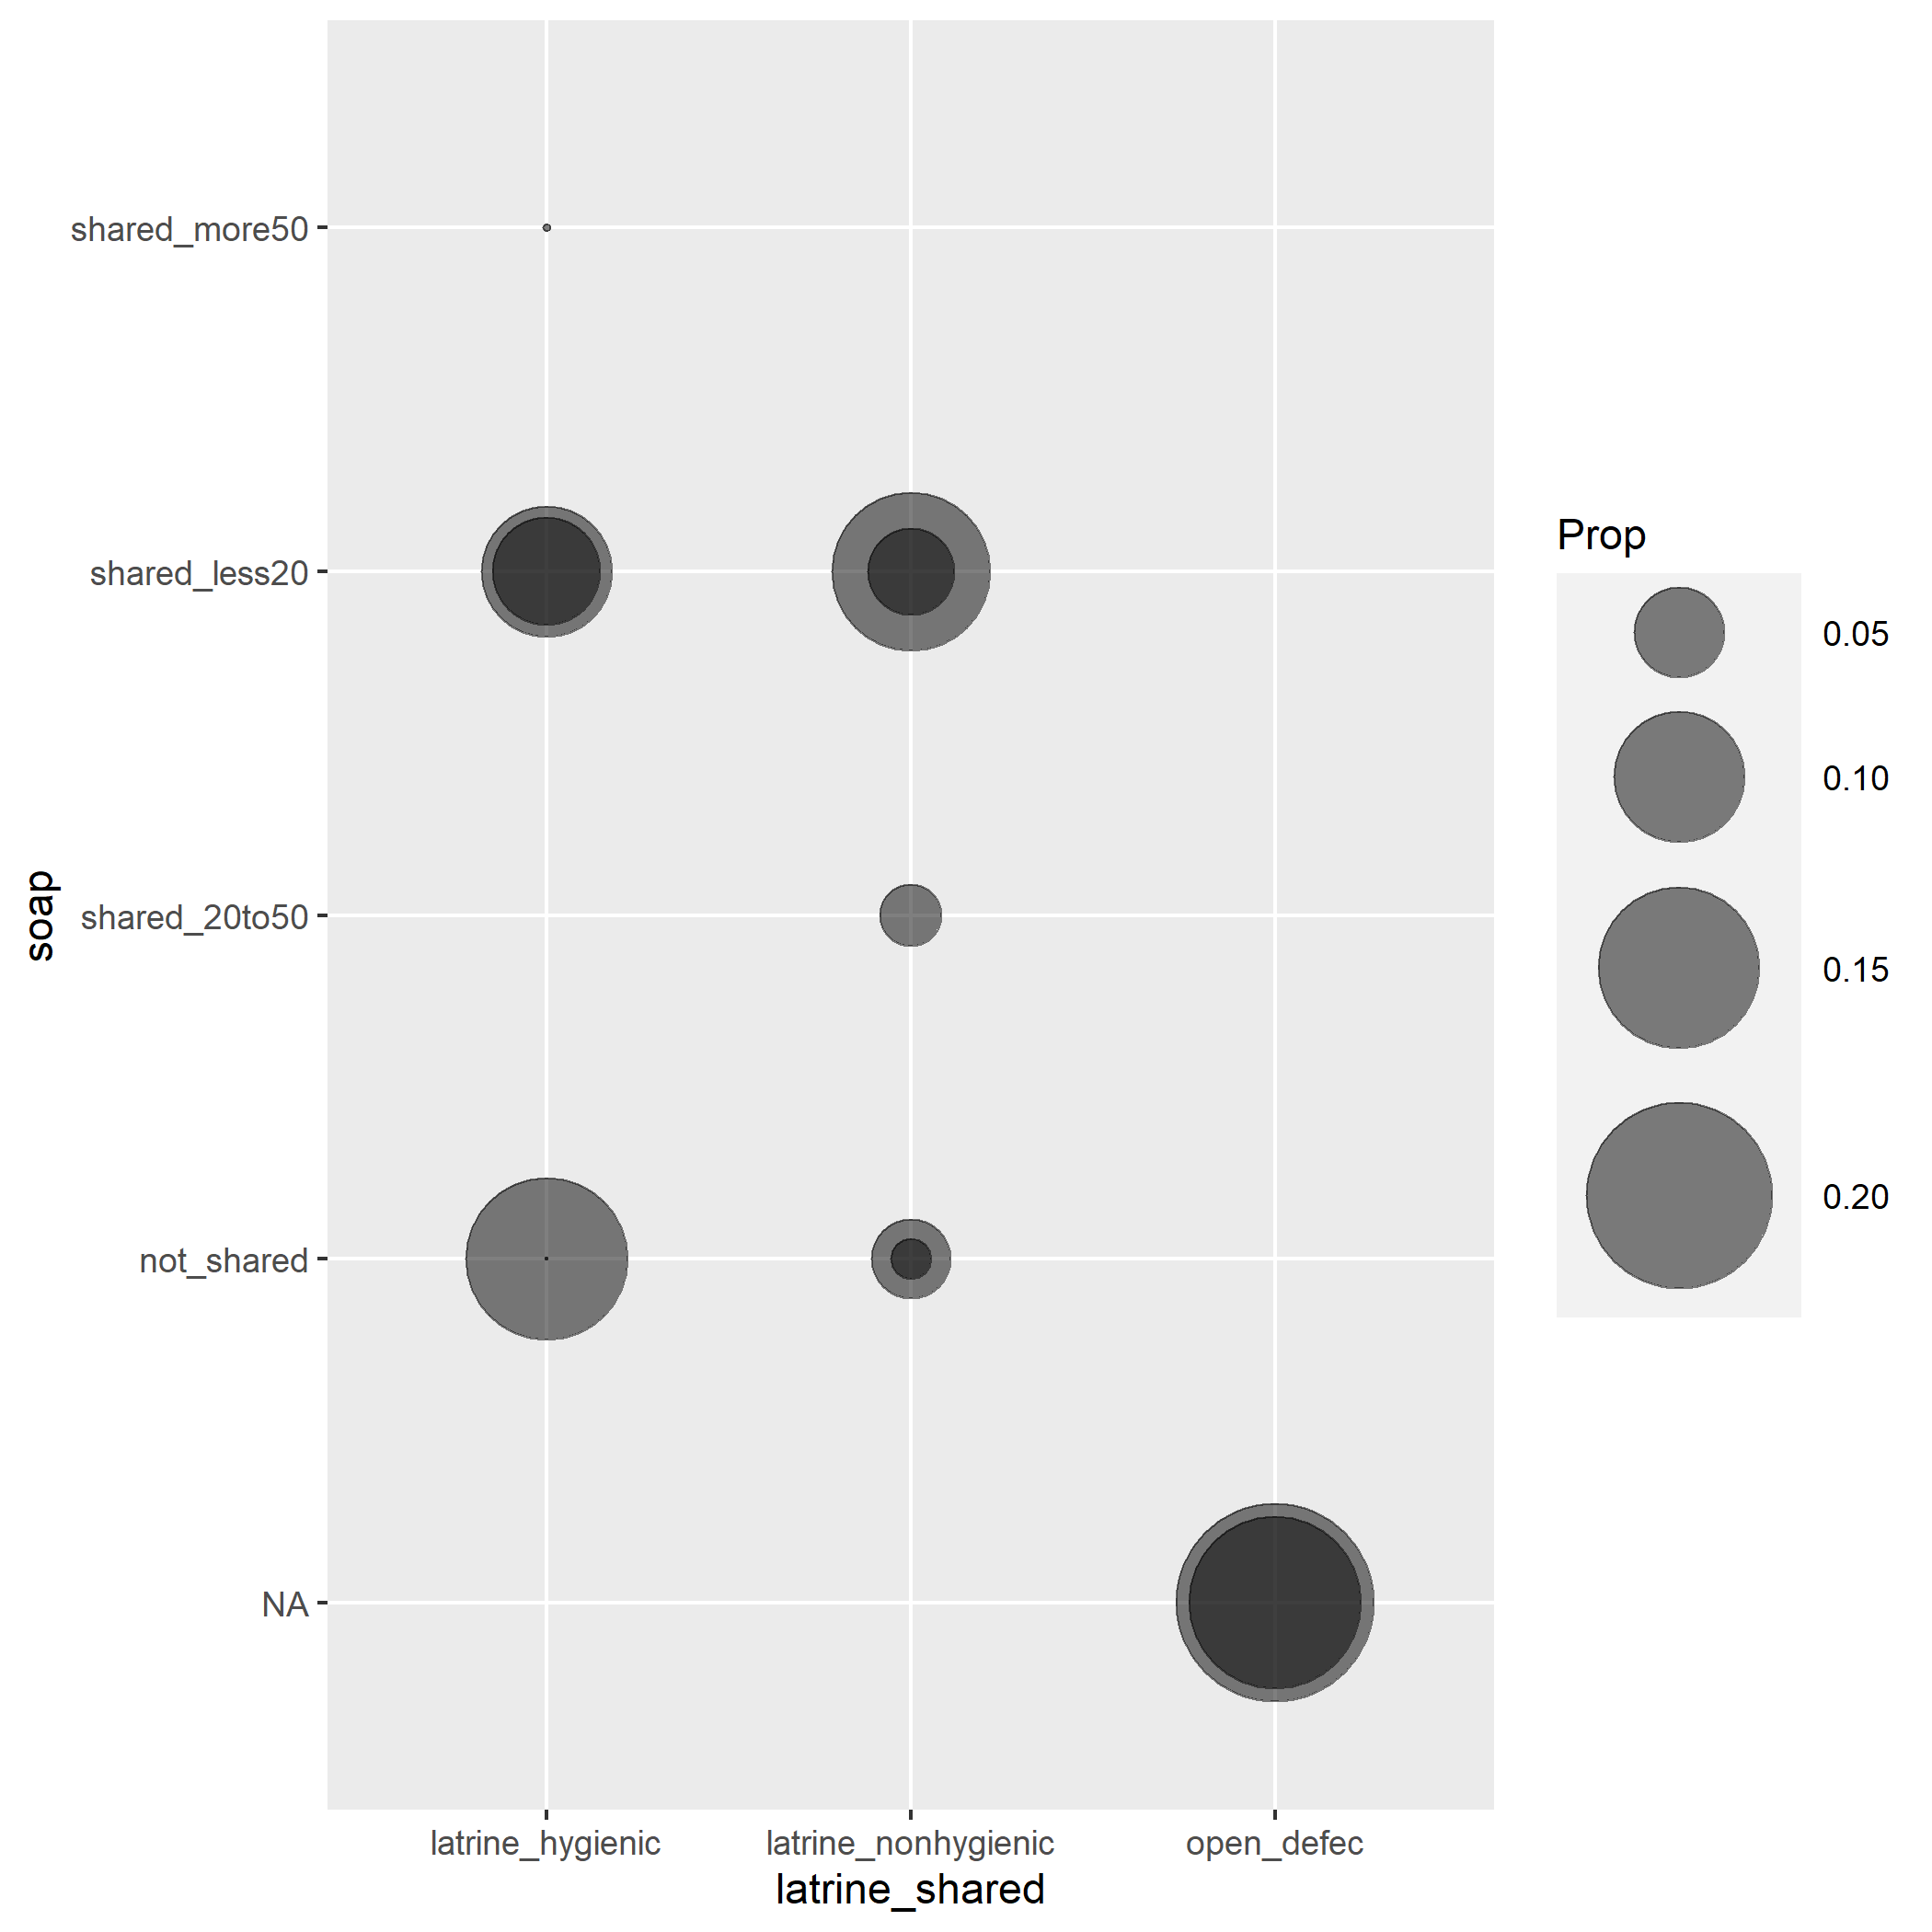 shared_more50
shared_less20
shared_20to50
not_shared
NA
soap
latrine_hygienic
latrine_nonhygienic
open_defec
latrine_shared
Prop
0.05
0.10
0.15
0.20